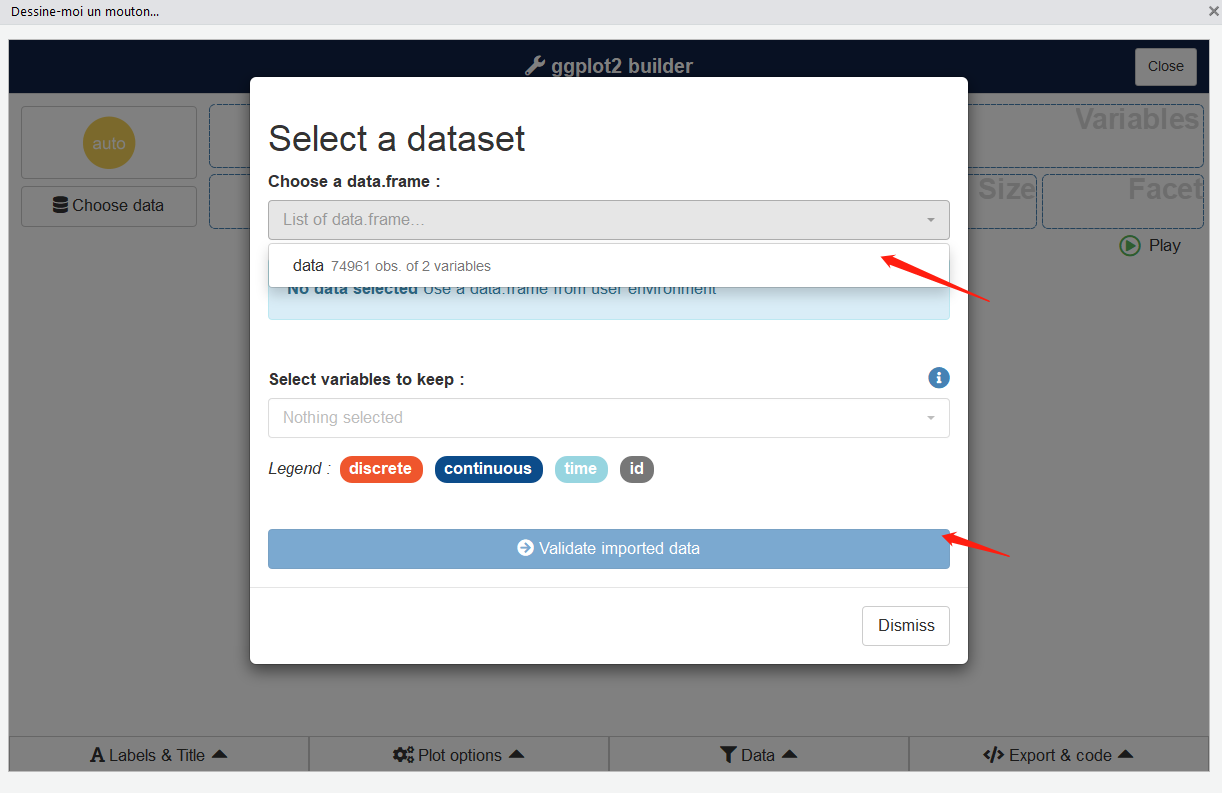 Dessine-moi un mouton...
ggplot2 builder
Close
auto
Variables
Choose data
Size
Facet
Play
Select a dataset
Choose a data.frame :
List of data.frame...
data 74961 obs. of 2 variables
No data selected Use a data.frame from user environment
Select variables to keep :
Nothing selected
Legend : discrete continuous time id
Validate imported data
Dismiss
Labels & Title
Plot options
Data
Export & code